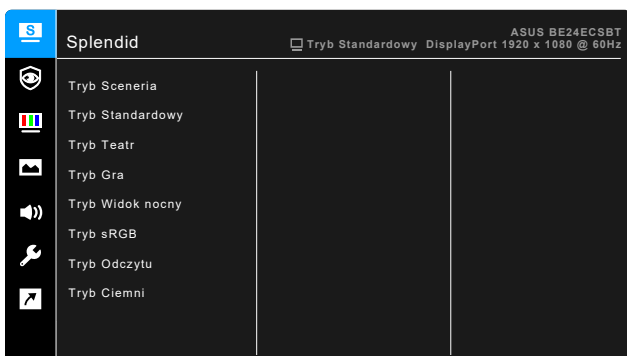 S
ASUS BE24ECSBT
Splendid
Tryb Standardowy DisplayPort 1920 x 1080 @ 60Hz
Tryb Sceneria
Tryb Standardowy
Tryb Teatr
Tryb Gra
Tryb Widok nocny
Tryb sRGB
Tryb Odczytu
Tryb Ciemni